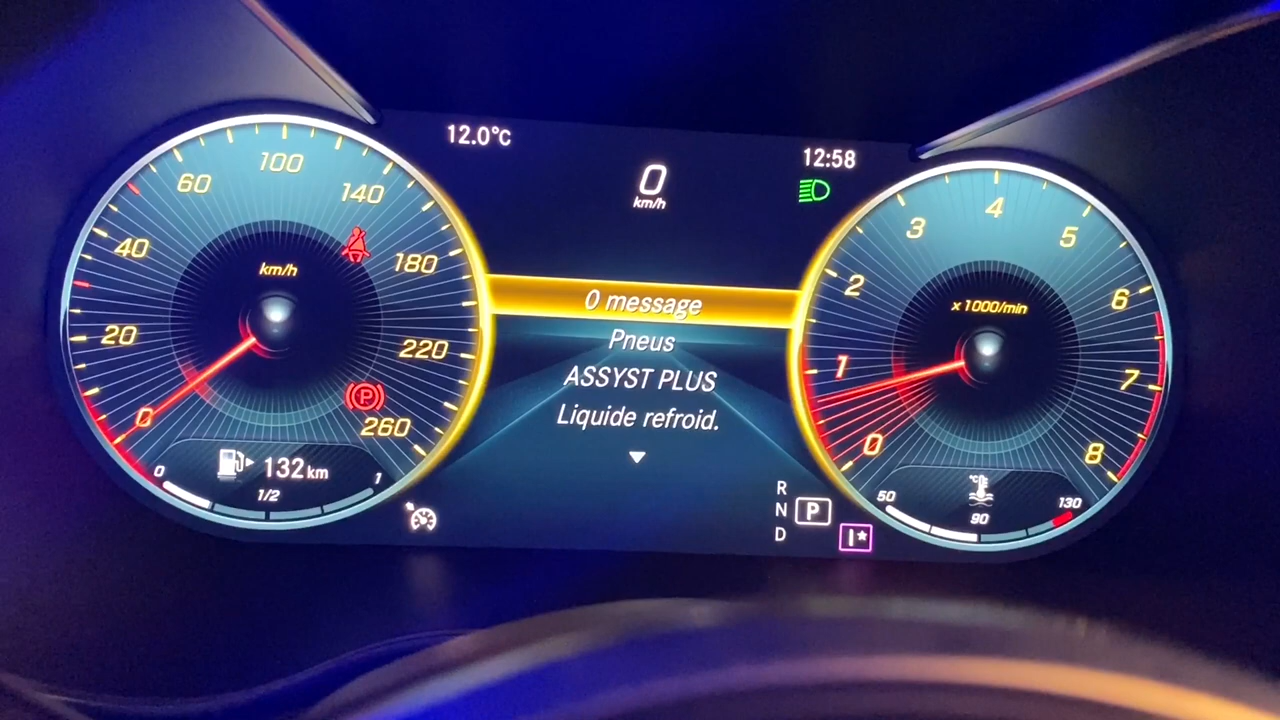 12.0°C
0
km/h
12:58
0
20
40
60
100
140
180
220
260
km/h
P
0 message
Pneus
ASSYST PLUS
Liquide refroid.
0
1
2
3
4
5
6
7
8
x1000/min
132 km
0
1/2
1
R
N
D
P
I*
°C
50
90
130